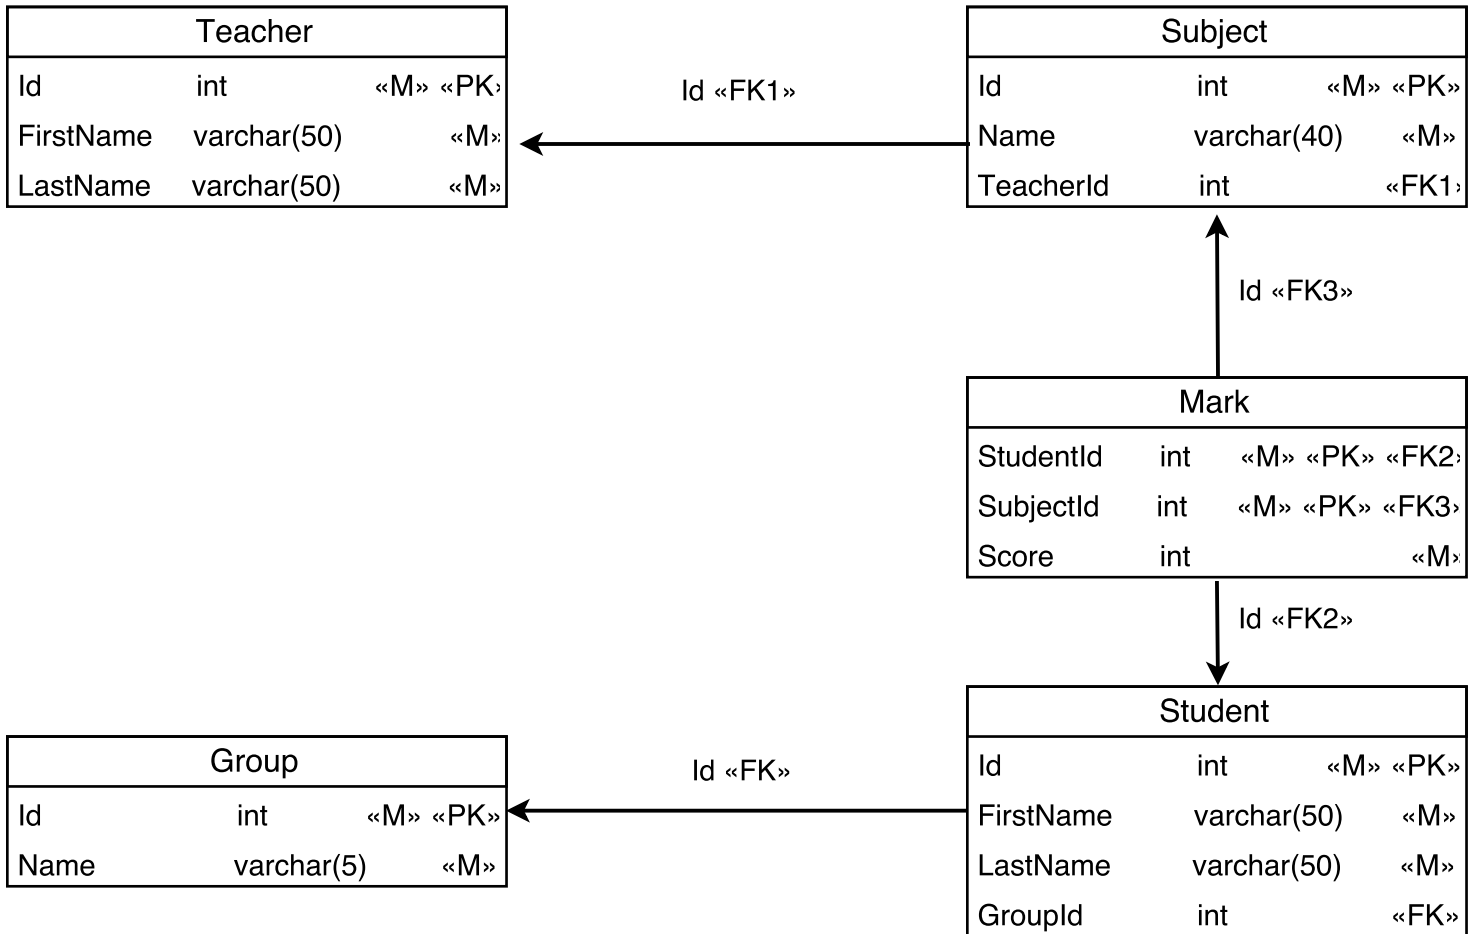 Teacher
Id int «M» «PK»
FirstName varchar(50) «M»
LastName varchar(50) «M»
Id «FK1»
Subject
Id int «M» «PK»
Name varchar(40) «M»
TeacherId int «FK1»
Id «FK3»
Mark
StudentId int «M» «PK» «FK2»
SubjectId int «M» «PK» «FK3»
Score int «M»
Id «FK2»
Group
Id int «M» «PK»
Name varchar(5) «M»
Id «FK»
Student
Id int «M» «PK»
FirstName varchar(50) «M»
LastName varchar(50) «M»
GroupId int «FK»